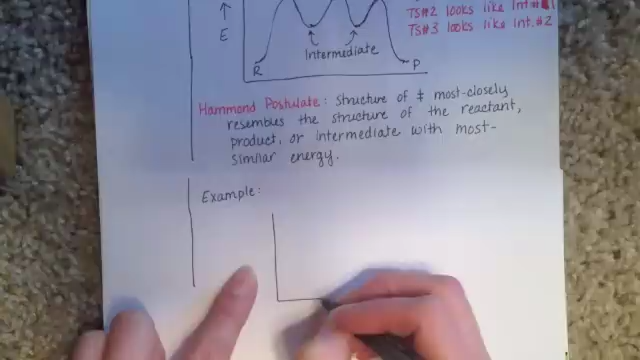 TS#2 looks like Int.
TS#3 looks like Int.#2
E
Intermediate
R
P
Hammond Postulate: Structure of ‡ most-closely
resembles the structure of the reactant,
product, or intermediate with most-
similar energy.
Example: